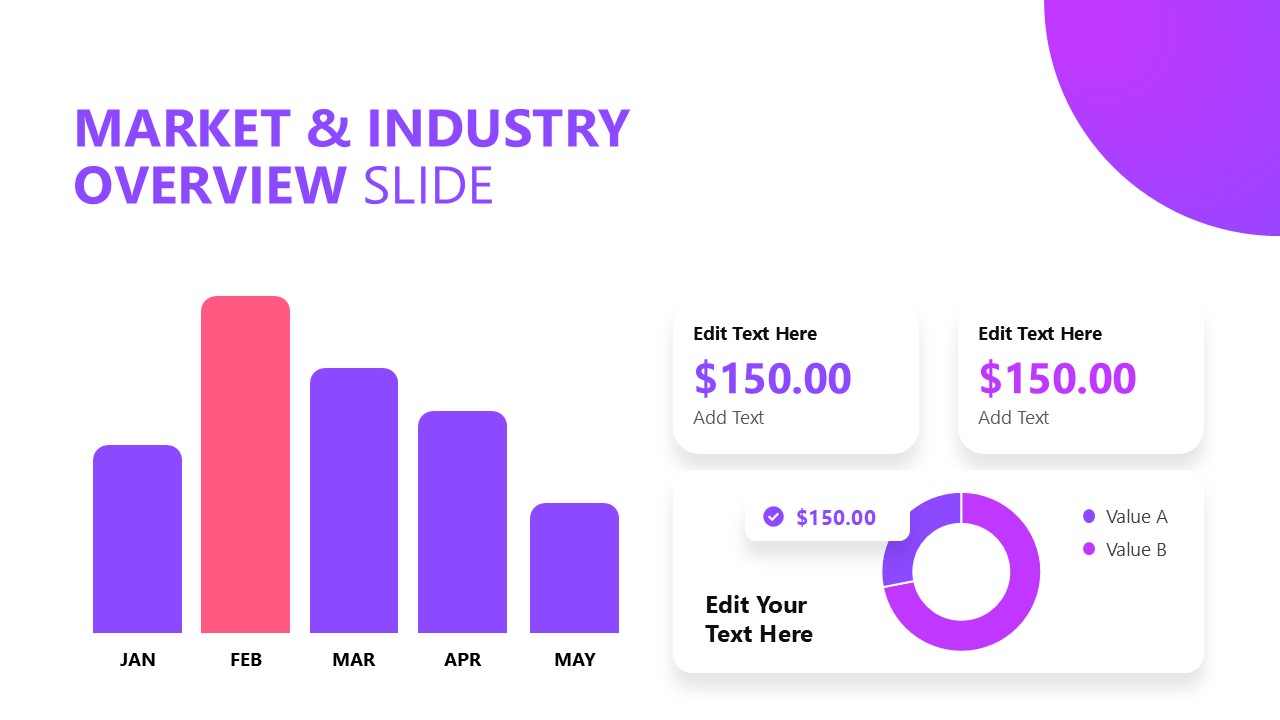 MARKET & INDUSTRY
OVERVIEW SLIDE
JAN
FEB
MAR
APR
MAY
Edit Text Here
$150.00
Add Text
Edit Text Here
$150.00
Add Text
$150.00
Edit Your
Text Here
Value A
Value B